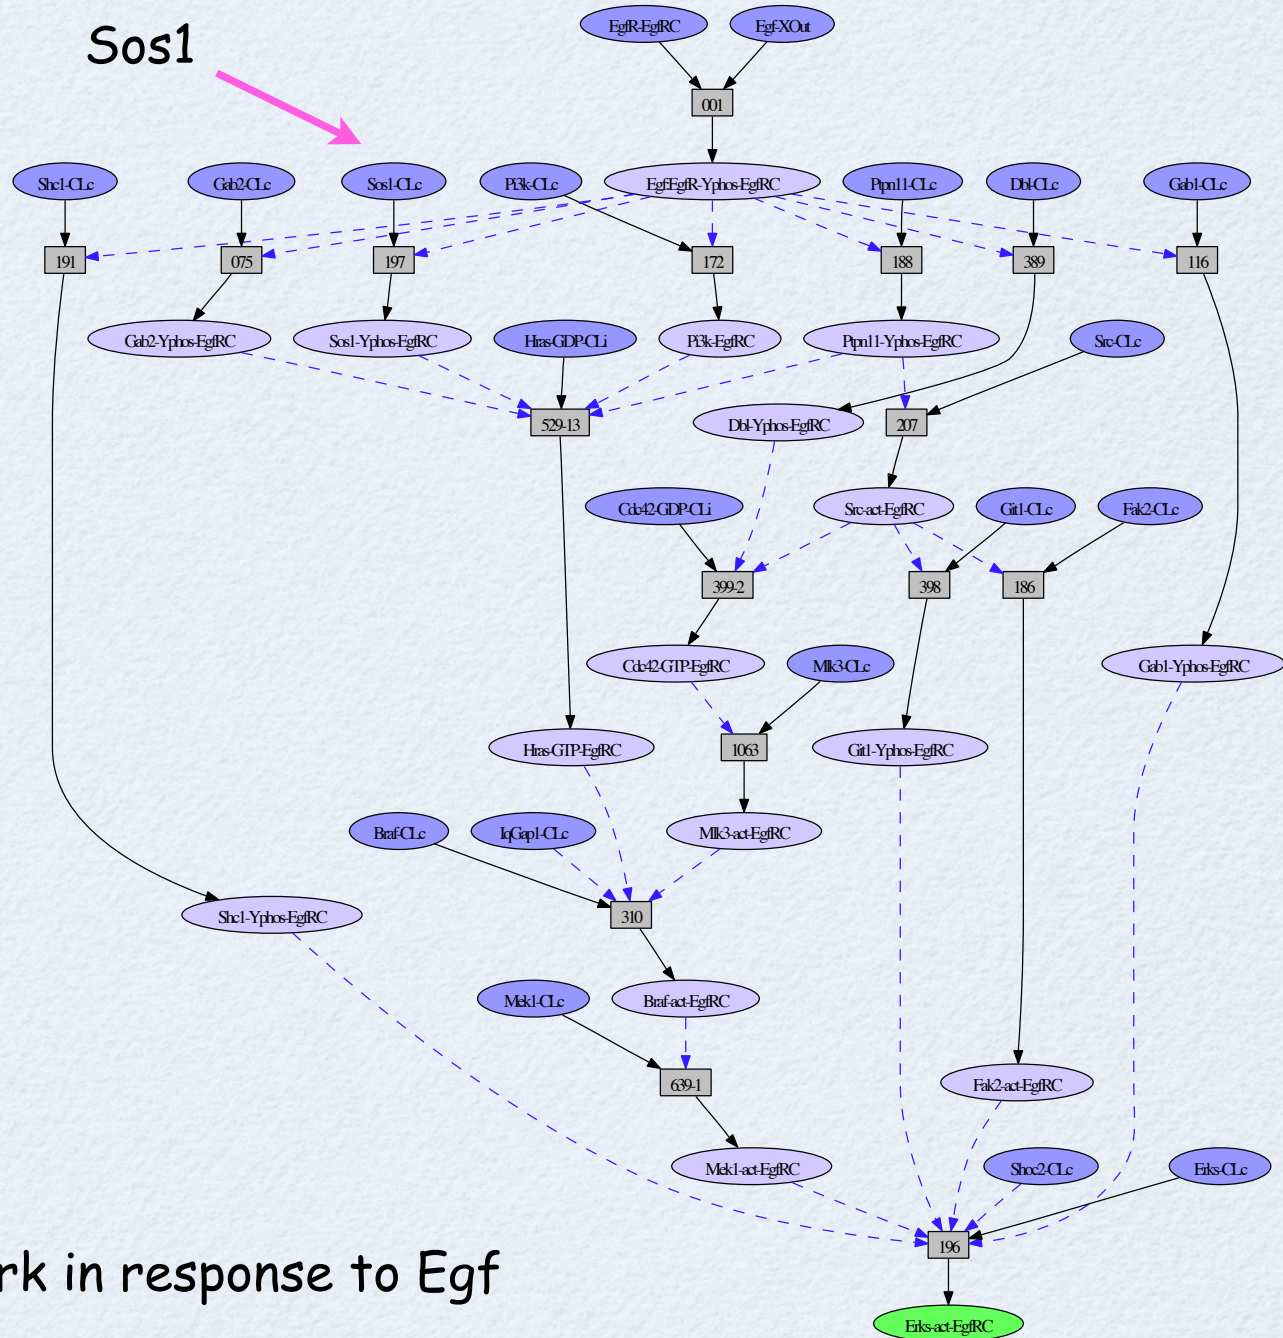 EgfR-EgfRC Egf-XOut
Sos1
001
Shc1-CLc Gab2-CLc Sos1-CLc Pi3k-CLc Egf:EgfR-Yphos-EgfRC Ptpn11-CLc Dbl-CLc Gab1-CLc
191 075 197 172 188 389 116
Gab2-Yphos-EgfRC Sos1-Yphos-EgfRC Hras-GDP-CLi Pi3k-EgfRC Ptpn11-Yphos-EgfRC Src-CLc
529-13 Dbl-Yphos-EgfRC 207
Cdc42-GDP-CLi Src-act-EgfRC Git1-CLc Fak2-CLc
399-2 398 186
Cdc42-GTP-EgfRC Mlk3-CLc Gab1-Yphos-EgfRC
Hras-GTP-EgfRC 1063 Git1-Yphos-EgfRC
Braf-CLc IqGap1-CLc Mlk3-act-EgfRC
Shc1-Yphos-EgfRC 310
Mek1-CLc Braf-act-EgfRC
639-1 Fak2-act-EgfRC
Mek1-act-EgfRC Shoc2-CLc Erks-CLc
196
rk in response to Egf
Erks-act-EgfRC